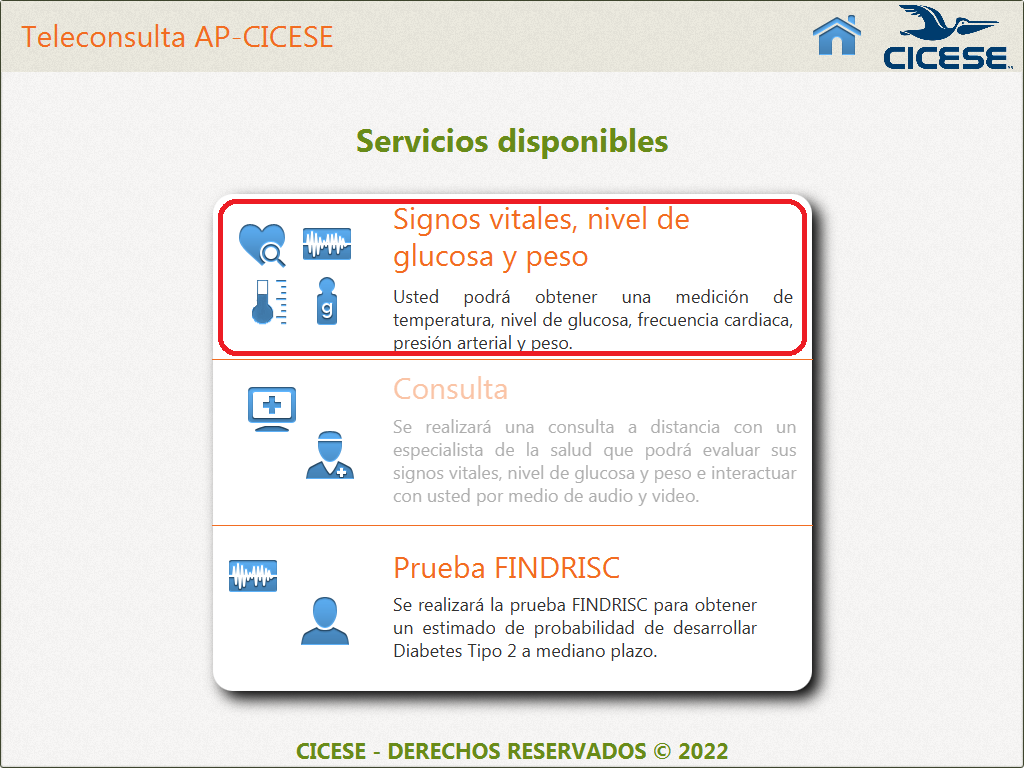 Teleconsulta AP-CICESE
CICESE
Servicios disponibles
Signos vitales, nivel de
glucosa y peso
g
Usted podrá obtener una medición de
temperatura, nivel de glucosa, frecuencia cardiaca,
presión arterial y peso.
Consulta
Se realizará una consulta a distancia con un
especialista de la salud que podrá evaluar sus
signos vitales, nivel de glucosa y peso e interactuar
con usted por medio de audio y video.
Prueba FINDRISC
Se realizará la prueba FINDRISC para obtener
un estimado de probabilidad de desarrollar
Diabetes Tipo 2 a mediano plazo.
CICESE - DERECHOS RESERVADOS © 2022